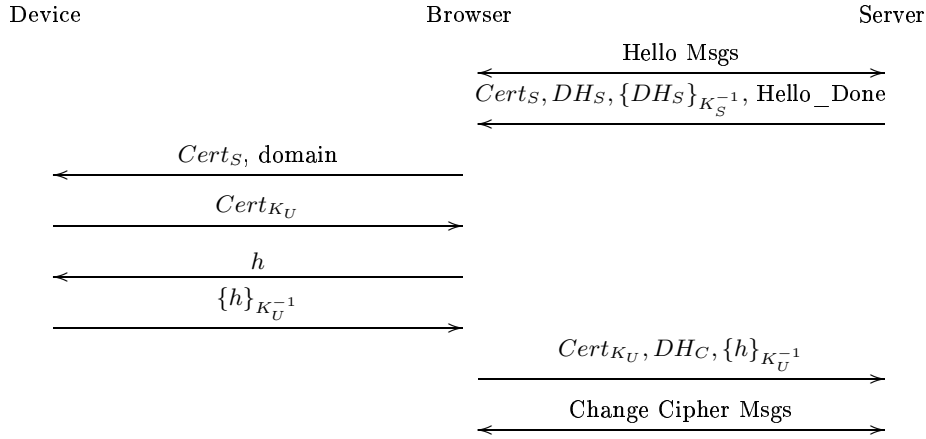 Device Browser Server
Hello Msgs
Cert_S, DH_S, {DH_S}_{K_S^{-1}}, Hello_Done
Cert_S, domain
Cert_{K_U}
h
{h}_{K_U^{-1}}
Cert_{K_U}, DH_C, {h}_{K_U^{-1}}
Change Cipher Msgs